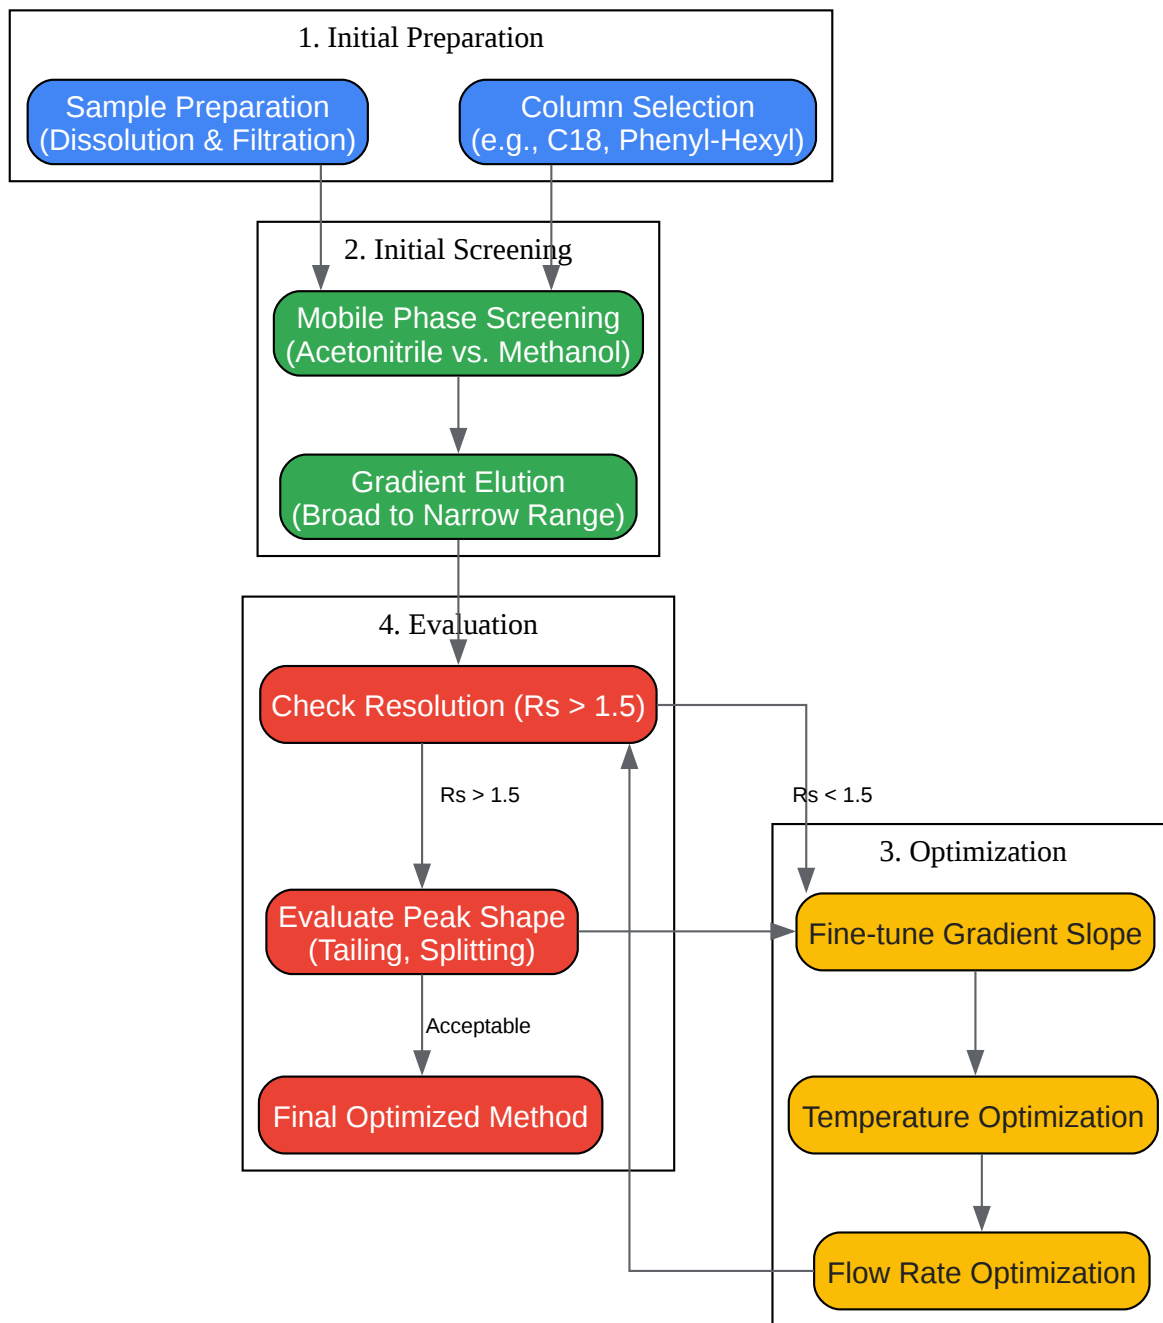 1. Initial Preparation
Sample Preparation
(Dissolution & Filtration)
Column Selection
(e.g., C18, Phenyl-Hexyl)
2. Initial Screening
Mobile Phase Screening
(Acetonitrile vs. Methanol)
Gradient Elution
(Broad to Narrow Range)
4. Evaluation
Check Resolution (Rs > 1.5)
Rs > 1.5
Rs < 1.5
3. Optimization
Evaluate Peak Shape
(Tailing, Splitting)
Fine-tune Gradient Slope
Acceptable
Final Optimized Method
Temperature Optimization
Flow Rate Optimization